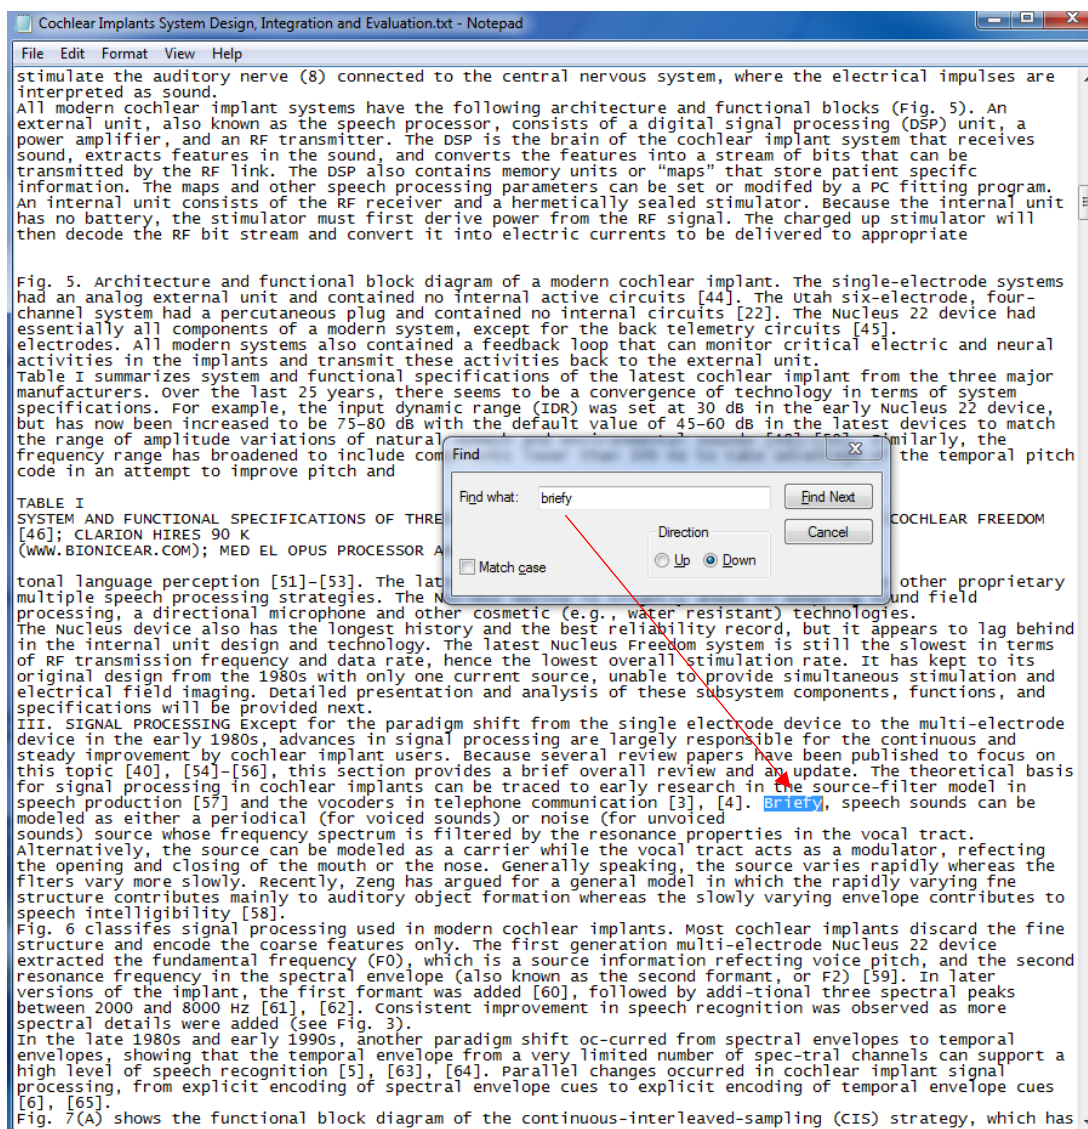 Cochlear Implants System Design, Integration and Evaluation.txt - Notepad
File Edit Format View Help
stimulate the auditory nerve (8) connected to the central nervous system, where the electrical impulses are
interpreted as sound.
All modern cochlear implant systems have the following architecture and functional blocks (Fig. 5). An
external unit, also known as the speech processor, consists of a digital signal processing (DSP) unit, a
power amplifier, and an RF transmitter. The DSP is the brain of the cochlear implant system that receives
sound, extracts features in the sound, and converts the features into a stream of bits that can be
transmitted by the RF link. The DSP also contains memory units or “maps” that store patient specifc
information. The maps and other speech processing parameters can be set or modifed by a PC fitting program.
An internal unit consists of the RF receiver and a hermetically sealed stimulator. Because the internal unit
has no battery, the stimulator must first derive power from the RF signal. The charged up stimulator will
then decode the RF bit stream and convert it into electric currents to be delivered to appropriate
Fig. 5. Architecture and functional block diagram of a modern cochlear implant. The single-electrode systems
had an analog external unit and contained no internal active circuits [44]. The Utah six-electrode, four-
channel system had a percutaneous plug and contained no internal circuits [22]. The Nucleus 22 device had
essentially all components of a modern system, except for the back telemetry circuits [45].
electrodes. All modern systems also contained a feedback loop that can monitor critical electric and neural
activities in the implants and transmit these activities back to the external unit.
Table I summarizes system and functional specifications of the latest cochlear implant from the three major
manufacturers. Over the last 25 years, there seems to be a convergence of technology in terms of system
specifications. For example, the input dynamic range (IDR) was set at 30 dB in the early Nucleus 22 device,
but has now been increased to be 75–80 dB with the default value of 45–60 dB in the latest devices to match
the range of amplitude variations of natural Similarly, the
frequency range has broadened to include the temporal pitch
code in an attempt to improve pitch and
Find
Find what: briefy
Find Next
Cancel
Direction
Up Down
Match case
TABLE I
SYSTEM AND FUNCTIONAL SPECIFICATIONS OF COCHLEAR FREEDOM
[46]; CLARION HIRES 90 K
(WWW.BIONICEAR.COM); MED EL OPUS PROCESSOR
tonal language perception [51]–[53]. The other proprietary
multiple speech processing strategies. The field
processing, a directional microphone and other cosmetic (e.g., water resistant) technologies.
The Nucleus device also has the longest history and the best reliability record, but it appears to lag behind
in the internal unit design and technology. The latest Nucleus Freedom system is still the slowest in terms
of RF transmission frequency and data rate, hence the lowest overall stimulation rate. It has kept to its
original design from the 1980s with only one current source, unable to provide simultaneous stimulation and
electrical field imaging. Detailed presentation and analysis of these subsystem components, functions, and
specifications will be provided next.
III. SIGNAL PROCESSING Except for the paradigm shift from the single electrode device to the multi-electrode
device in the early 1980s, advances in signal processing are largely responsible for the continuous and
steady improvement by cochlear implant users. Because several review papers have been published to focus on
this topic [40], [54]–[56], this section provides a brief overall review and an update. The theoretical basis
for signal processing in cochlear implants can be traced to early research in the source-filter model in
speech production [57] and the vocoders in telephone communication [3], [4]. Briefy, speech sounds can be
modeled as either a periodical (for voiced sounds) or noise (for unvoiced
sounds) source whose frequency spectrum is filtered by the resonance properties in the vocal tract.
Alternatively, the source can be modeled as a carrier while the vocal tract acts as a modulator, refecting
the opening and closing of the mouth or the nose. Generally speaking, the source varies rapidly whereas the
flters vary more slowly. Recently, Zeng has argued for a general model in which the rapidly varying fne
structure contributes mainly to auditory object formation whereas the slowly varying envelope contributes to
speech intelligibility [58].
Fig. 6 classifes signal processing used in modern cochlear implants. Most cochlear implants discard the fine
structure and encode the coarse features only. The first generation multi-electrode Nucleus 22 device
extracted the fundamental frequency (F0), which is a source information refecting voice pitch, and the second
resonance frequency in the spectral envelope (also known as the second formant, or F2) [59]. In later
versions of the implant, the first formant was added [60], followed by addi-tional three spectral peaks
between 2000 and 8000 Hz [61], [62]. Consistent improvement in speech recognition was observed as more
spectral details were added (see Fig. 3).
In the late 1980s and early 1990s, another paradigm shift oc-curred from spectral envelopes to temporal
envelopes, showing that the temporal envelope from a very limited number of spec-tral channels can support a
high level of speech recognition [5], [63], [64]. Parallel changes occurred in cochlear implant signal
processing, from explicit encoding of spectral envelope cues to explicit encoding of temporal envelope cues
[6], [65].
Fig. 7(A) shows the functional block diagram of the continuous-interleaved-sampling (CIS) strategy, which has